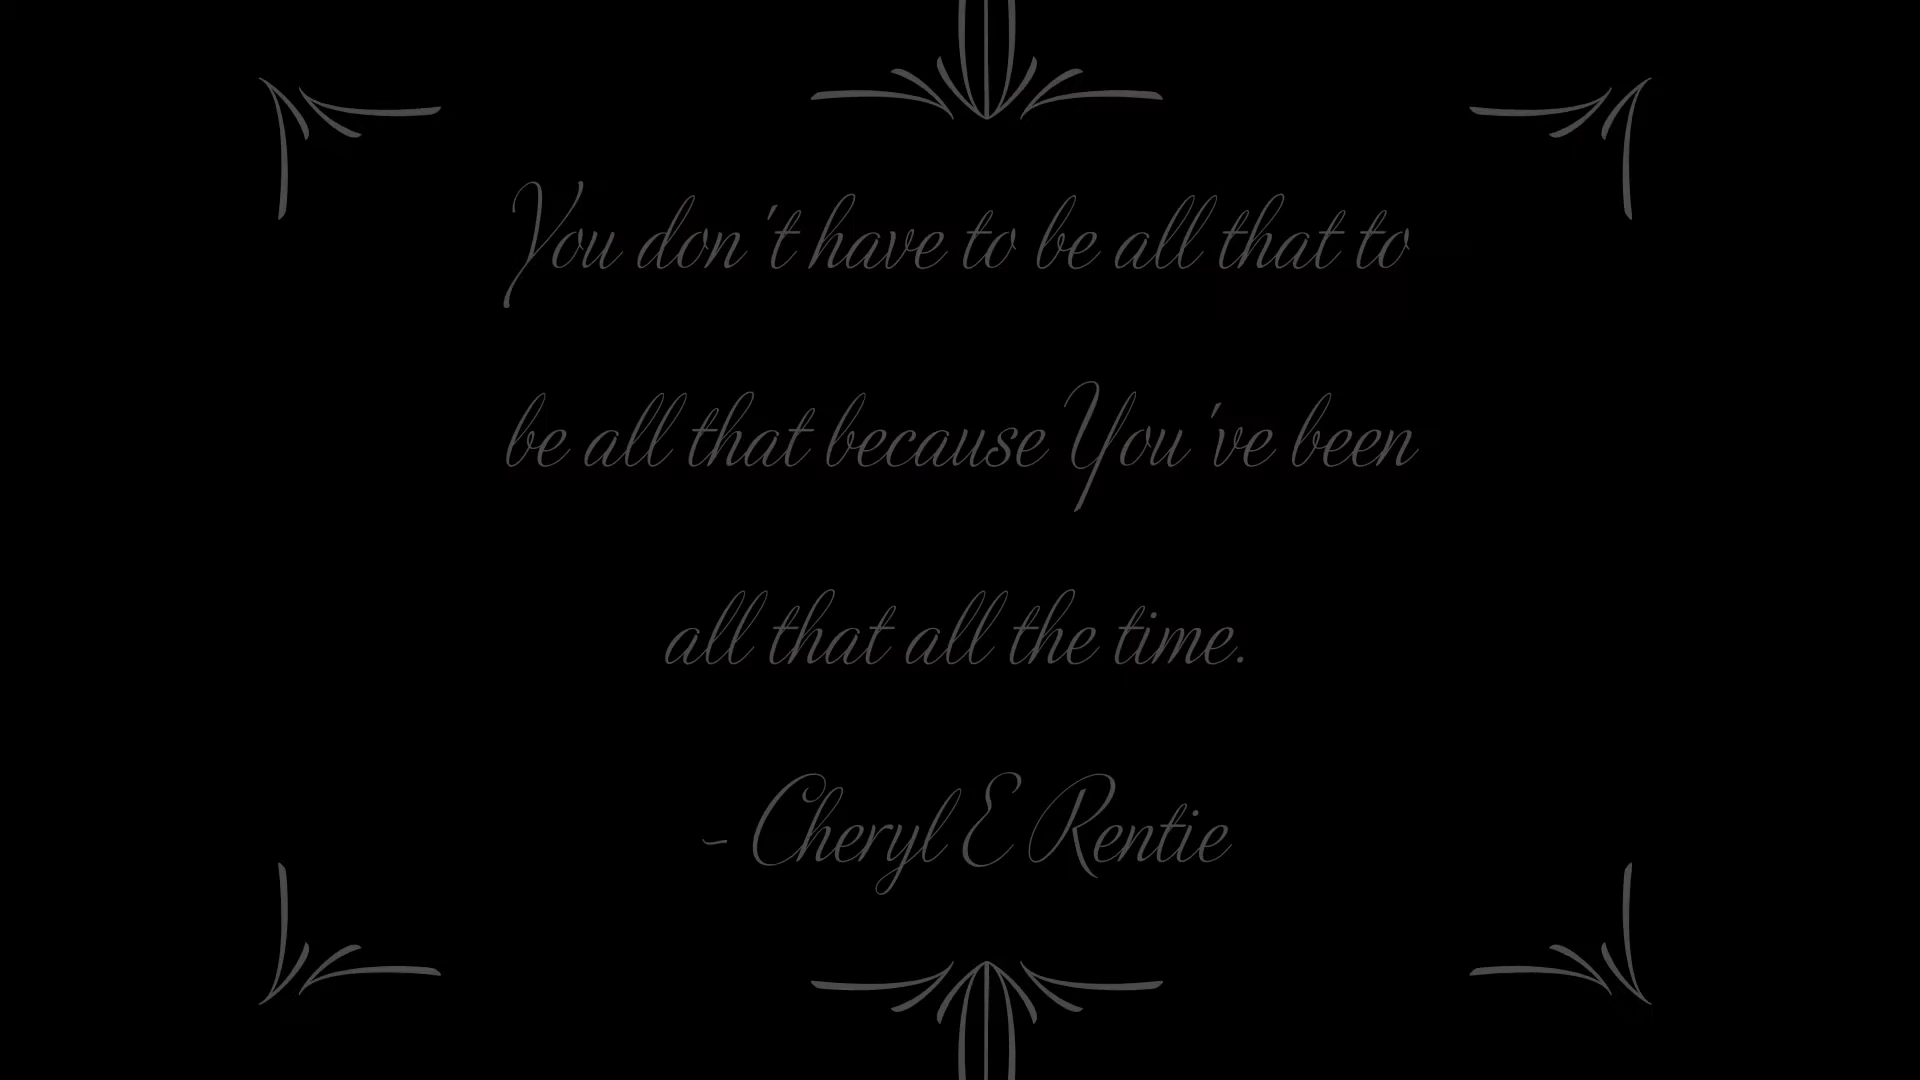 You don't have to be all that to
be all that because You've been
all that all the time.
- Cheryl E Rentie